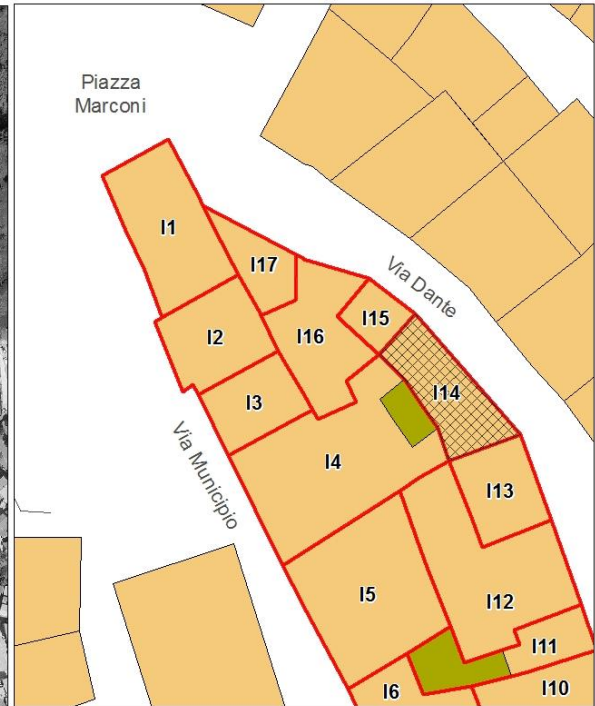 Piazza
Marconi
I1
I17
Via Dante
I15
I2
I16
I14
I3
Via Municipio
I4
I13
I5
I12
I11
I6
I10